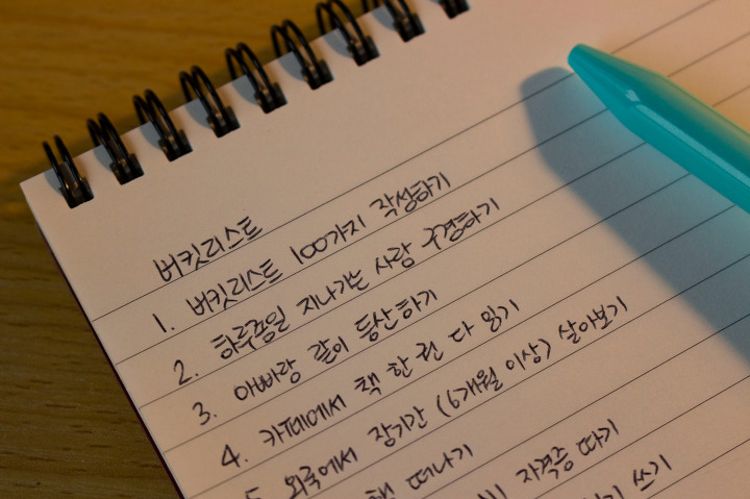 버킷리스트
1. 버킷리스트 100가지 작성하기
2. 하루종일 지나가는 사람 구경하기
3. 아빠랑 같이 등산하기
4. 카페에서 책 한 권 다 읽기
5. 외국에서 장기간 (6개월 이상) 살아보기
떠나기
자격증 따기
쓰기